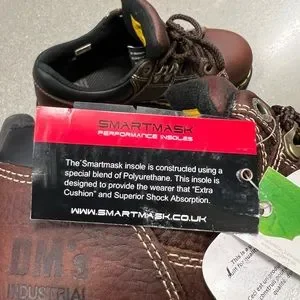 SMARTMASK
PERFORMANCE INSOLES
The Smartmask insole is constructed using a
special blend of Polyurethane. This insole is
designed to provide the wearer that "Extra
Cushion" and Superior Shock Absorption.
WWW.SMARTMASK.CO.UK
INDUSTRIAL